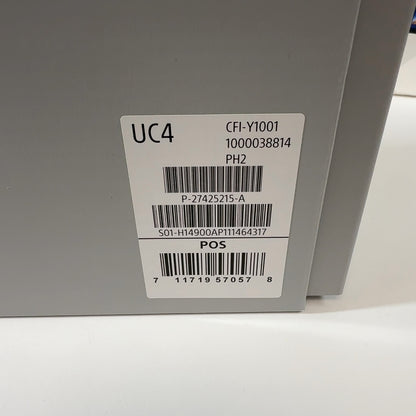 UC4
CFI-Y1001
1000038814
PH2
P-27425215-A
S01-H14900AP111464317
POS
7 11719 57057 8